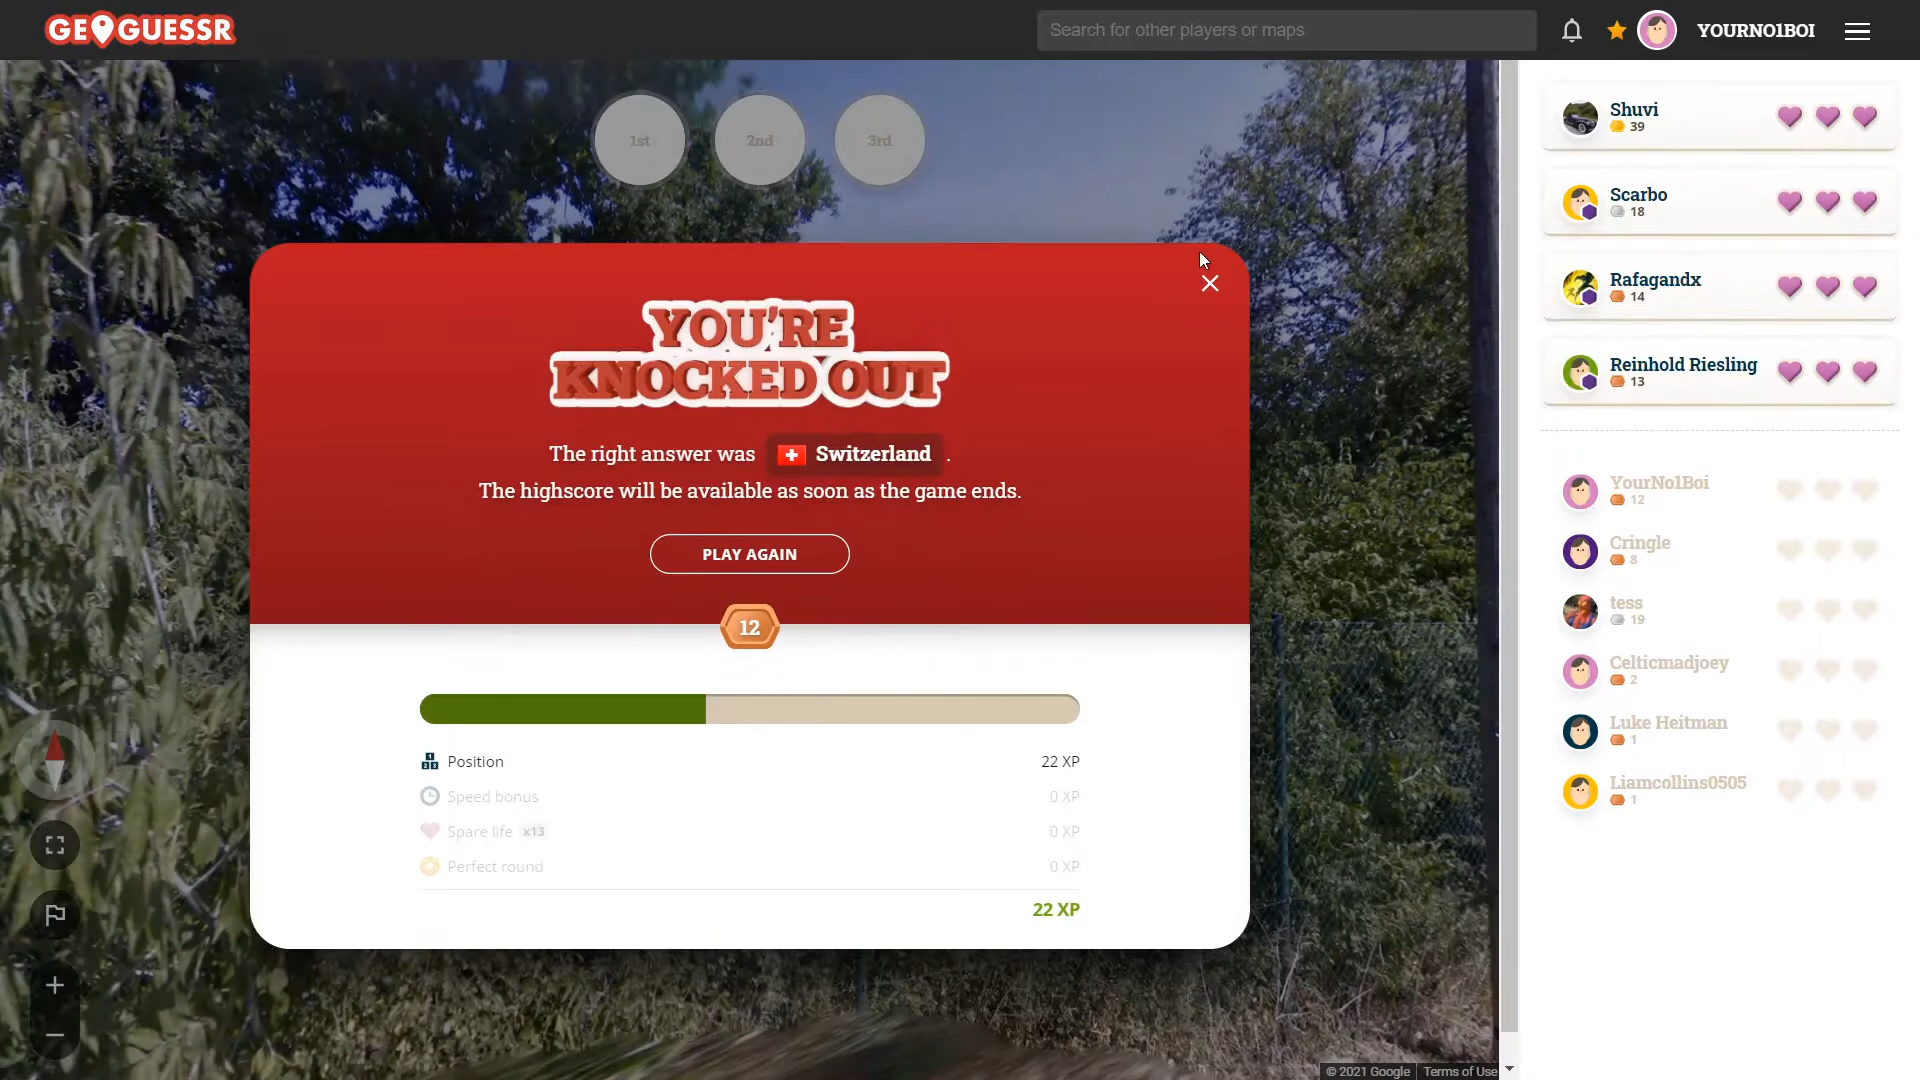 GEOGUESSR
Search for other players or maps
YOURNO1BOI
1st
2nd
3rd
YOU'RE
KNOCKED OUT
The right answer was Switzerland .
The highscore will be available as soon as the game ends.
PLAY AGAIN
12
Position 22 XP
Speed bonus 0 XP
Spare life x13 0 XP
Perfect round 0 XP
22 XP
Shuvi
39
Scarbo
18
Rafagandx
14
Reinhold Riesling
13
YourNo1Boi
12
Cringle
8
tess
19
Celticmadjoey
2
Luke Heitman
1
Liamcollins0505
1
© 2021 Google Terms of Use